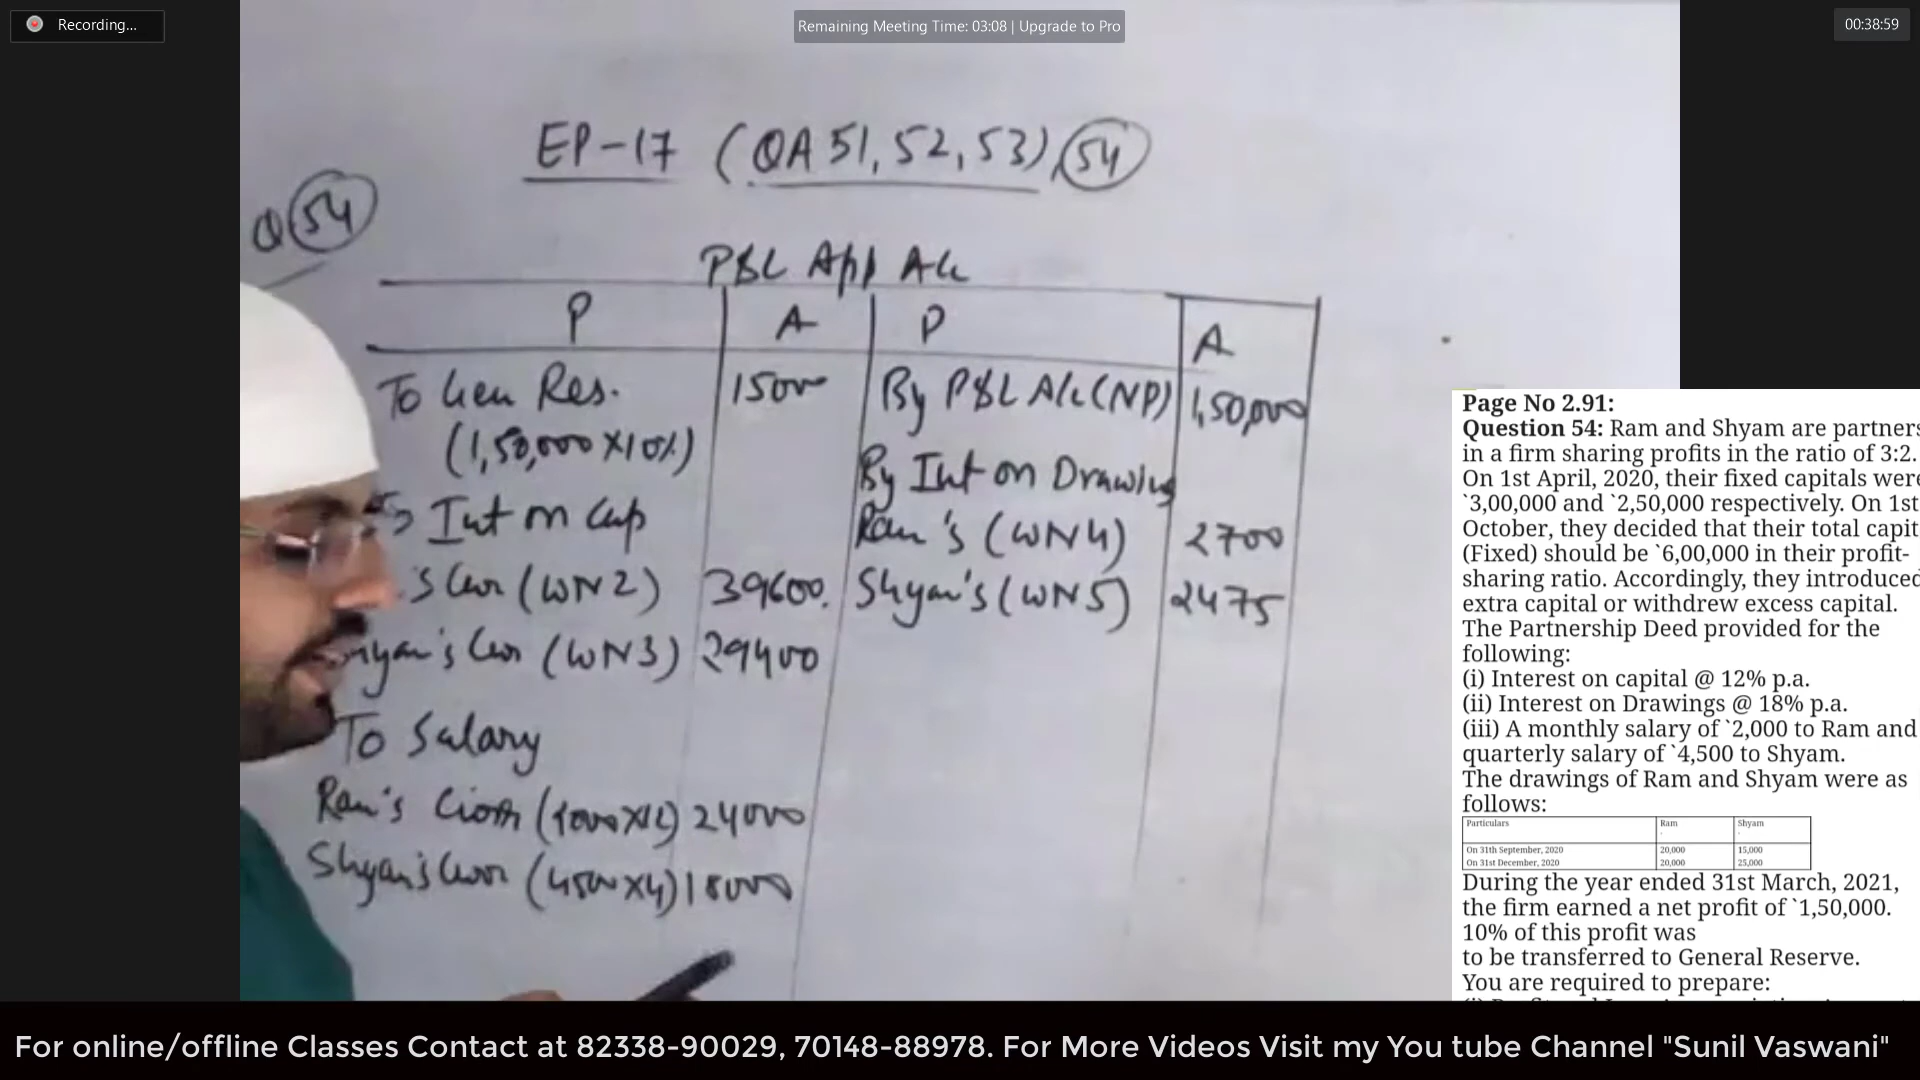 Recording...
Remaining Meeting Time: 03:08 | Upgrade to Pro
00:38:59
EP-17 (QA 51, 52, 53), 54
Q 54
P&L App A/c
P A P A
To Gen Res. 15000 By P&L A/c (NP) 1,50,000
(1,50,000 X 10%)
By Int on Drawing
Int on Cap Ram's (WN4) 2700
(WN2) 39600. Shyam's (WN5) 2475
(WN3) 29400
To Salary
Ram's (2000X12) 24000
Shyam's (4500X4) 18000
Page No 2.91:
Question 54: Ram and Shyam are partners
in a firm sharing profits in the ratio of 3:2.
On 1st April, 2020, their fixed capitals were
`3,00,000 and `2,50,000 respectively. On 1st
October, they decided that their total capit
(Fixed) should be `6,00,000 in their profit-
sharing ratio. Accordingly, they introduced
extra capital or withdrew excess capital.
The Partnership Deed provided for the
following:
(i) Interest on capital @ 12% p.a.
(ii) Interest on Drawings @ 18% p.a.
(iii) A monthly salary of `2,000 to Ram and
quarterly salary of `4,500 to Shyam.
The drawings of Ram and Shyam were as
follows:
Particulars Ram Shyam
On 31th September, 2020 20,000 15,000
On 31st December, 2020 20,000 25,000
During the year ended 31st March, 2021,
the firm earned a net profit of `1,50,000.
10% of this profit was
to be transferred to General Reserve.
You are required to prepare:
For online/offline Classes Contact at 82338-90029, 70148-88978. For More Videos Visit my You tube Channel "Sunil Vaswani"